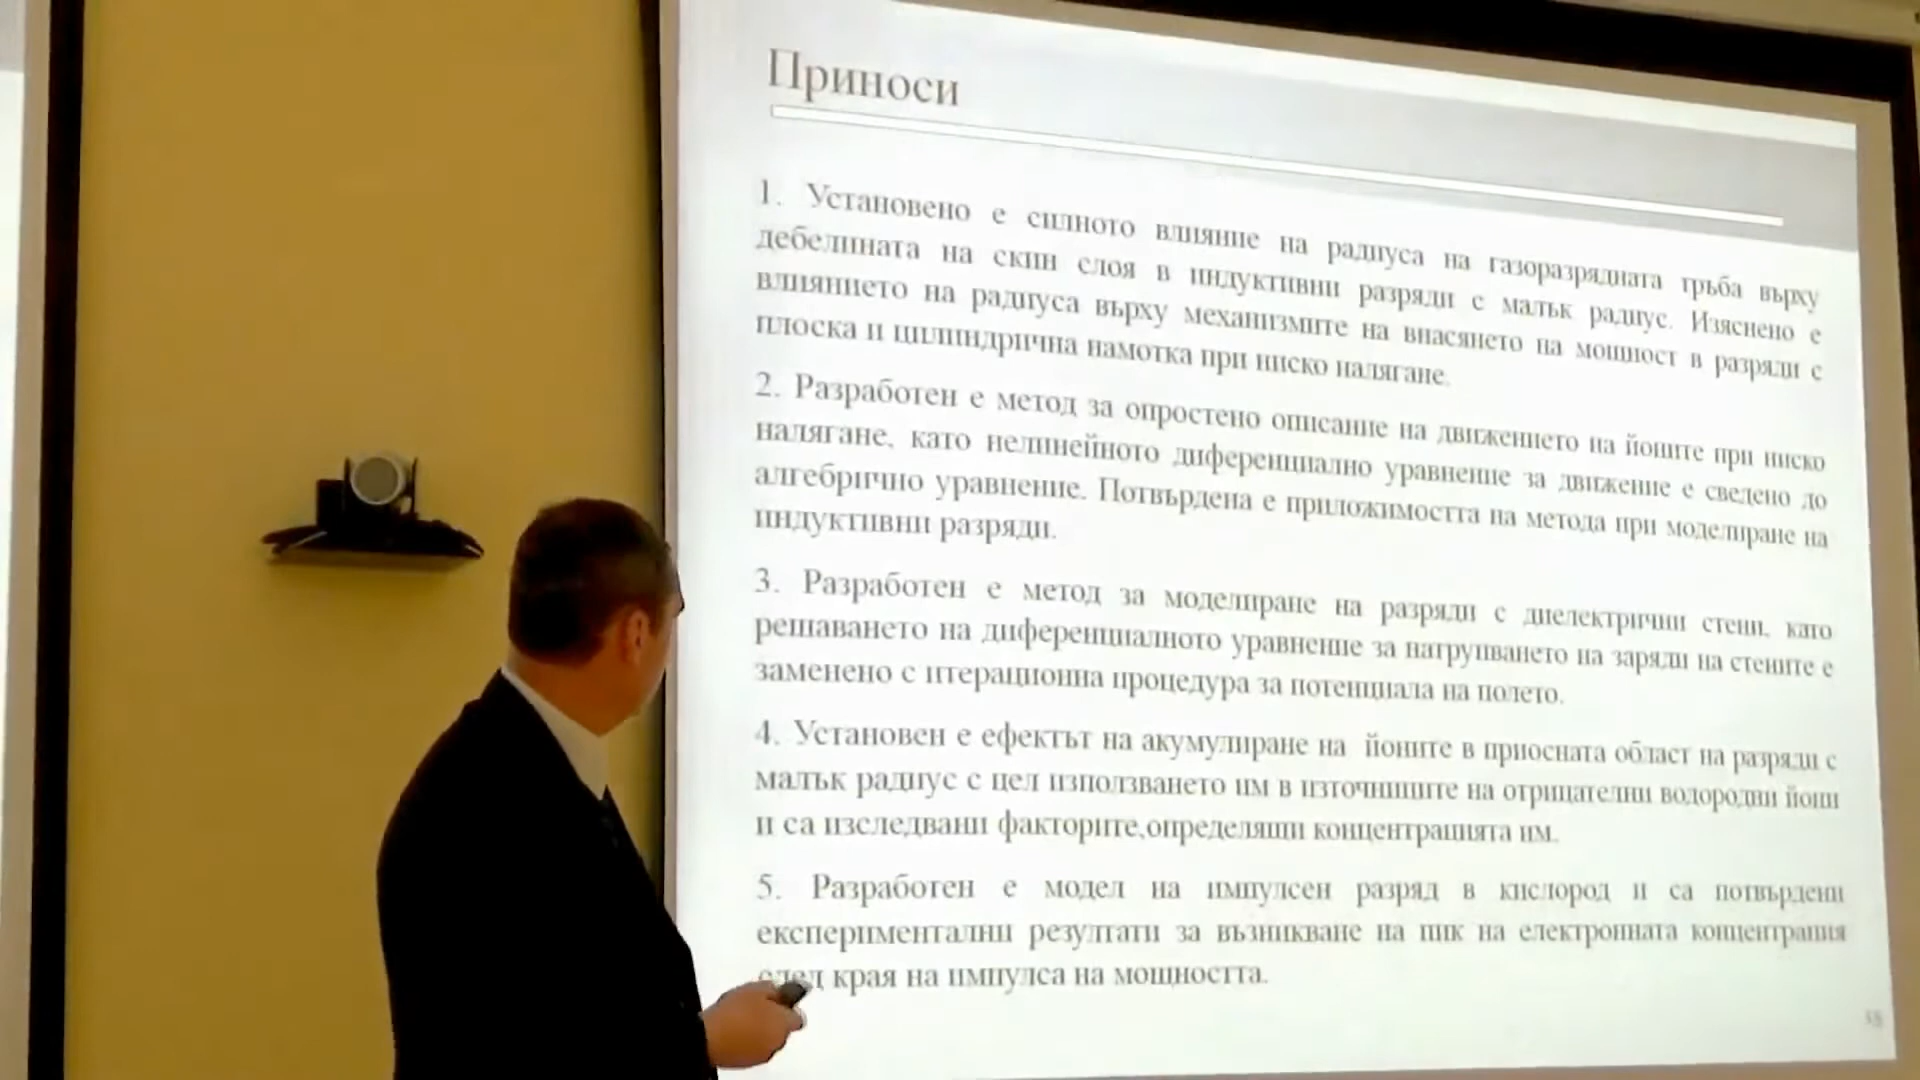 Приноси
1. Установено е силното влияние на радиуса на газоразрядната тръба върху
дебелината на скин слоя в индуктивни разряди с малък радиус. Изяснено е
влиянието на радиуса върху механизмите на внасянето на мощност в разряди с
плоска и цилиндрична намотка при ниско налягане.
2. Разработен е метод за опростено описание на движението на йоните при ниско
налягане, като нелинейното диференциално уравнение за движение е сведено до
алгебрично уравнение. Потвърдена е приложимостта на метода при моделиране на
индуктивни разряди.
3. Разработен е метод за моделиране на разряди с диелектрични стени, като
решаването на диференциалното уравнение за натрупването на заряди на стените е
заменено с итерационна процедура за потенциала на полето.
4. Установен е ефектът на акумулиране на йоните в приосната област на разряди с
малък радиус с цел използването им в източниците на отрицателни водородни йони
и са изследвани факторите,определящи концентрацията им.
5. Разработен е модел на импулсен разряд в кислород и са потвърдени
експериментални резултати за възникване на пик на електронната концентрация
след края на импулса на мощността.